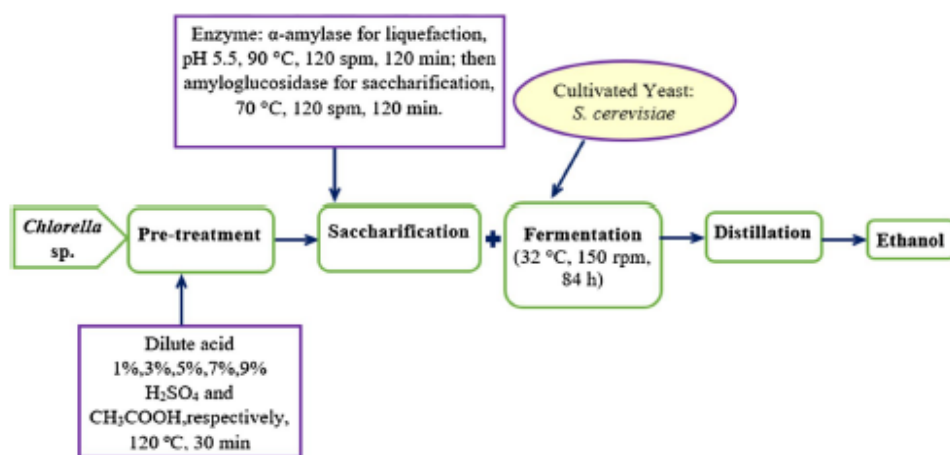 Enzyme: α-amylase for liquefaction,
pH 5.5, 90 °C, 120 spm, 120 min; then
amyloglucosidase for saccharification,
70 °C, 120 spm, 120 min.
Cultivated Yeast:
S. cerevisiae
Chlorella
sp.
Pre-treatment
Saccharification
+
Fermentation
(32 °C, 150 rpm,
84 h)
Distillation
Ethanol
Dilute acid
1%,3%,5%,7%,9%
H₂SO₄ and
CH₃COOH,respectively,
120 °C, 30 min